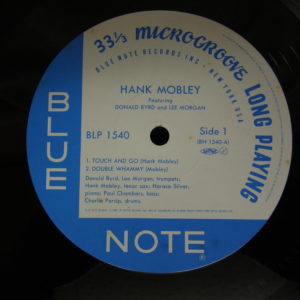 33⅓ MICROGROOVE LONG PLAYING
BLUE NOTE RECORDS INC · NEW YORK USA
HANK MOBLEY
Featuring
DONALD BYRD and LEE MORGAN
BLP 1540
Side 1
(BN 1540-A)
1. TOUCH AND GO (Hank Mobley)
2. DOUBLE WHAMMY (Mobley)
Donald Byrd, Lee Morgan, trumpets;
Hank Mobley, tenor sax; Horace Silver,
piano; Paul Chambers, bass;
Charlie Persip, drums.
BLUE
NOTE